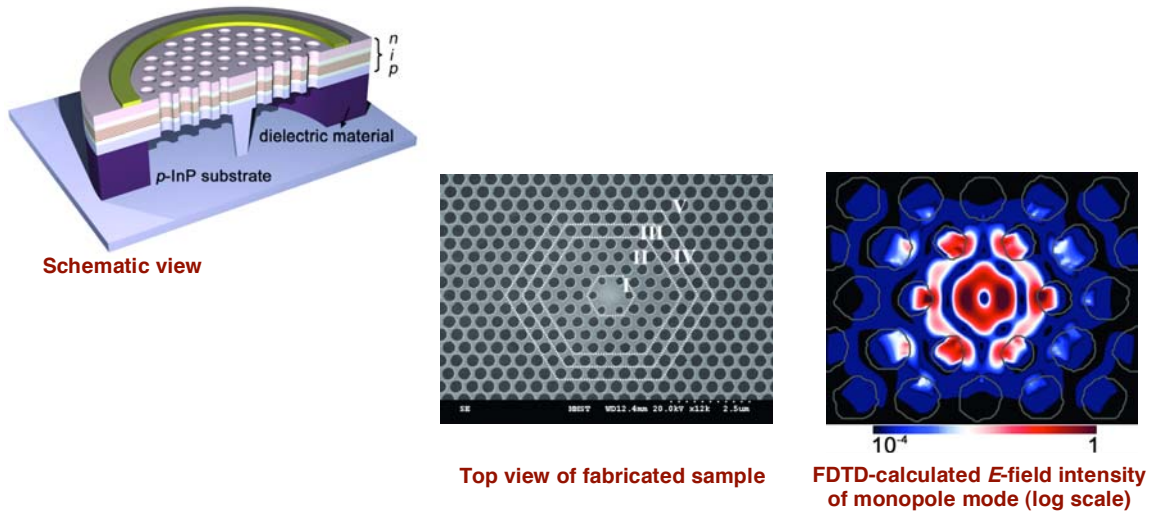 n
i
p
dielectric material
p-InP substrate
Schematic view
V
III
II IV
I
SE NMST WD12.4mm 20.0kV x12k 2.5um
Top view of fabricated sample
10-4 1
FDTD-calculated E-field intensity
of monopole mode (log scale)